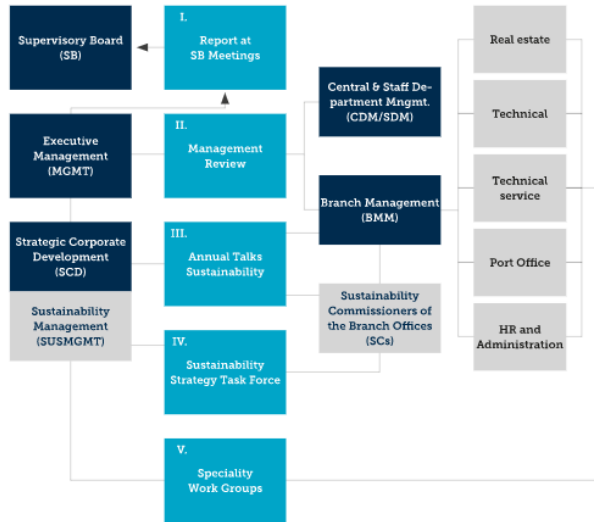 Supervisory Board
(SB)
I.
Report at
SB Meetings
Real estate
Central & Staff De-
partment Mngmt.
(CDM/SDM)
Executive
Management
(MGMT)
II.
Management
Review
Technical
Branch Management
(BMM)
Technical
service
Strategic Corporate
Development
(SCD)
III.
Annual Talks
Sustainability
Port Office
Sustainability
Management
(SUSMGMT)
Sustainability
Commissioners of
the Branch Offices
(SCs)
HR and
Administration
IV.
Sustainability
Strategy Task Force
V.
Speciality
Work Groups